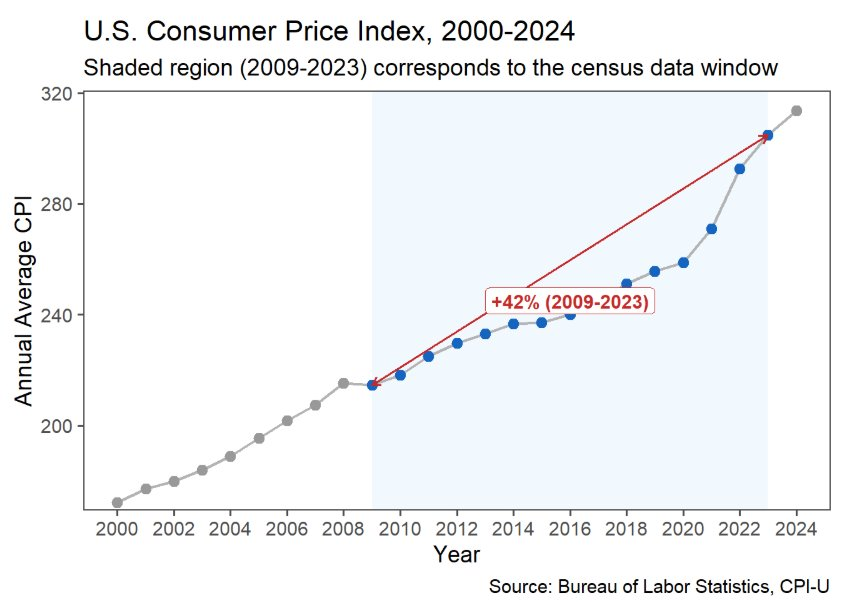 U.S. Consumer Price Index, 2000-2024
Shaded region (2009-2023) corresponds to the census data window
320
280
240
200
Annual Average CPI
+42% (2009-2023)
2000 2002 2004 2006 2008 2010 2012 2014 2016 2018 2020 2022 2024
Year
Source: Bureau of Labor Statistics, CPI-U